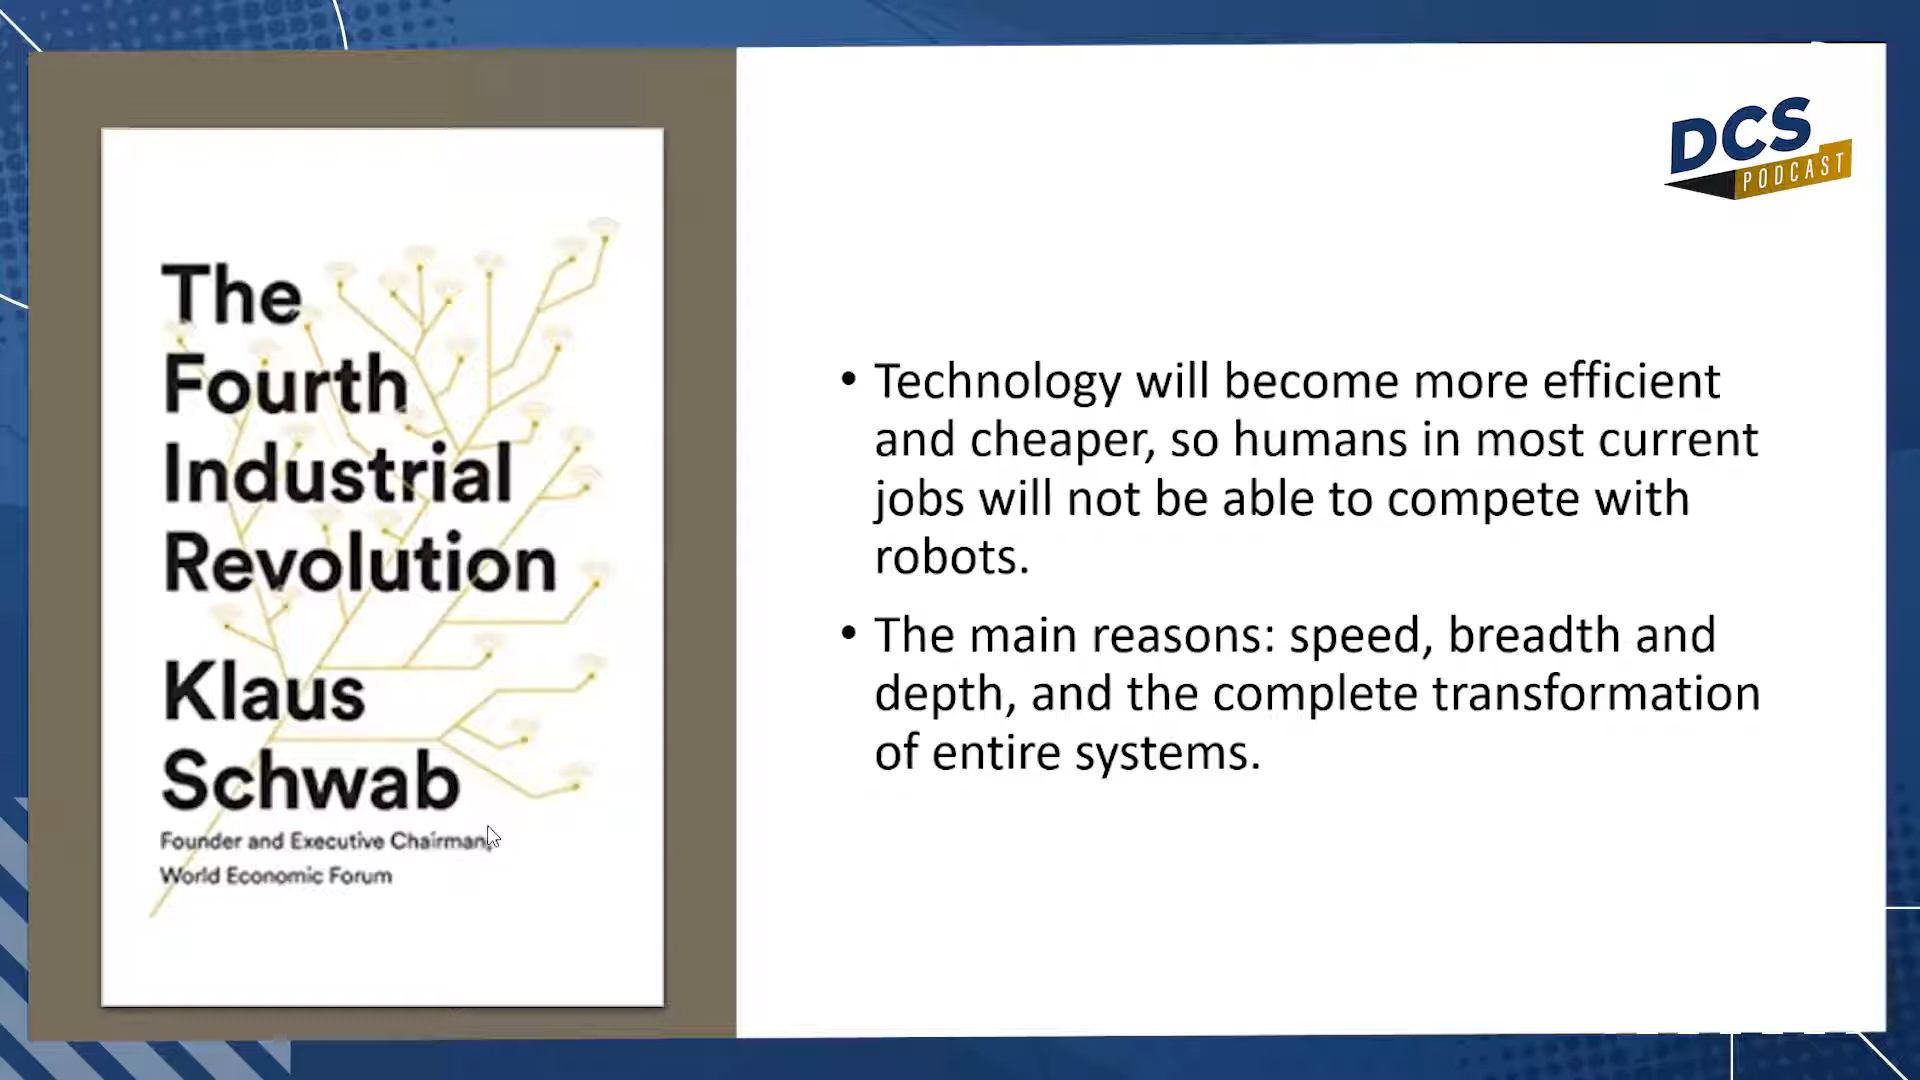 The
Fourth
Industrial
Revolution
Klaus
Schwab
Founder and Executive Chairman,
World Economic Forum
DCS
PODCAST
• Technology will become more efficient
and cheaper, so humans in most current
jobs will not be able to compete with
robots.
• The main reasons: speed, breadth and
depth, and the complete transformation
of entire systems.